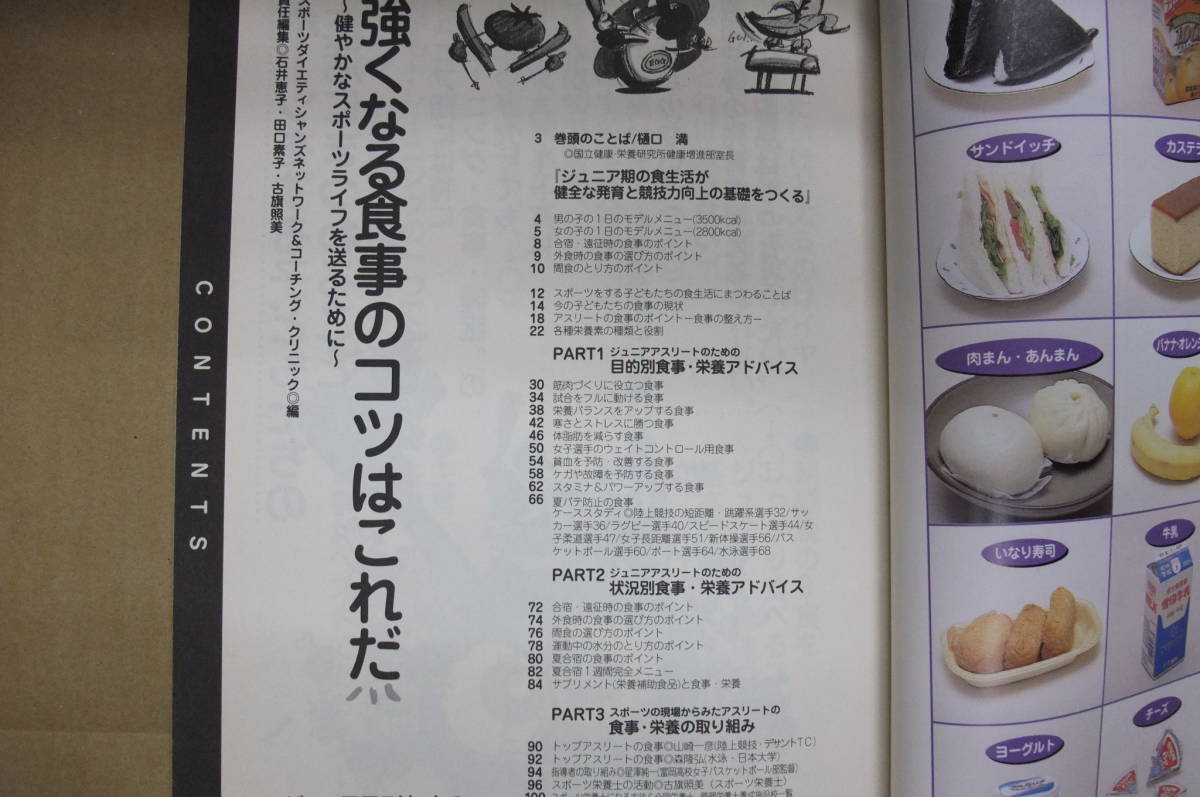 CONTENTS
強くなる食事のコツはこれだ
〜健やかなスポーツライフを送るために〜
スポーツダイエティシャンズネットワーク&コーチング・クリニック◎編
責任編集◎石井恵子・田口素子・古旗照美
3 巻頭のことば/樋口 満
◎国立健康・栄養研究所健康増進部室長
『ジュニア期の食生活が
健全な発育と競技力向上の基礎をつくる』
4 男の子の1日のモデルメニュー(3500kcal)
5 女の子の1日のモデルメニュー(2800kcal)
8 合宿・遠征時の食事のポイント
9 外食時の食事の選び方のポイント
10 間食のとり方のポイント
12 スポーツをする子どもたちの食生活にまつわることば
14 今の子どもたちの食事の現状
18 アスリートの食事のポイントー食事の整え方ー
22 各種栄養素の種類と役割
PART1 ジュニアアスリートのための
目的別食事・栄養アドバイス
30 筋肉づくりに役立つ食事
34 試合をフルに動ける食事
38 栄養バランスをアップする食事
42 寒さとストレスに勝つ食事
46 体脂肪を減らす食事
50 女子選手のウェイトコントロール用食事
54 貧血を予防・改善する食事
58 ケガや故障を予防する食事
62 スタミナ&パワーアップする食事
66 夏バテ防止の食事
ケーススタディ◎陸上競技の短距離・跳躍系選手32/サッ
カー選手36/ラグビー選手40/スピードスケート選手44/女
子柔道選手47/女子長距離選手51/新体操選手56/バス
ケットボール選手60/ボート選手64/水泳選手68
PART2 ジュニアアスリートのための
状況別食事・栄養アドバイス
72 合宿・遠征時の食事のポイント
74 外食時の食事の選び方のポイント
76 間食の選び方のポイント
78 運動中の水分のとり方のポイント
80 夏合宿の食事のポイント
82 夏合宿1週間完全メニュー
84 サプリメント(栄養補助食品)と食事・栄養
PART3 スポーツの現場からみたアスリートの
食事・栄養の取り組み
90 トップアスリートの食事◎山崎一彦(陸上競技・デサントTC)
92 トップアスリートの食事◎森隆弘(水泳・日本大学)
94 指導者の取り組み◎星澤純一(富岡高校女子バスケットボール部監督)
96 スポーツ栄養士の活動◎古旗照美(スポーツ栄養士)
100
サンドイッチ
カステラ
肉まん・あんまん
バナナ・オレンジ
いなり寿司
牛乳
ヨーグルト
チーズ